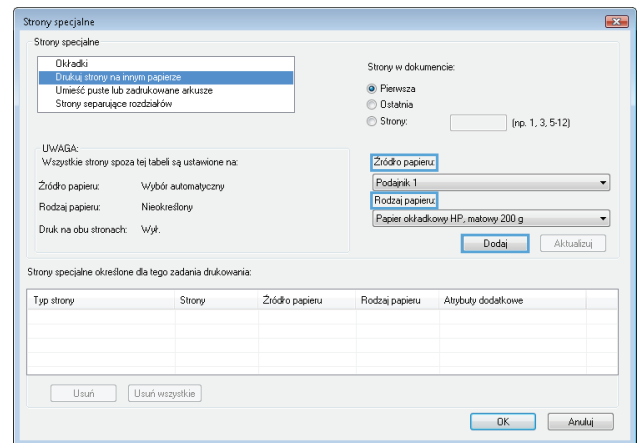 Strony specjalne
Strony specjalne
Okładki
Drukuj strony na innym papierze
Umieść puste lub zadrukowane arkusze
Strony separujące rozdziałów
Strony w dokumencie:
Pierwsza
Ostatnia
Strony:
(np. 1, 3, 5-12)
UWAGA:
Wszystkie strony spoza tej tabeli są ustawione na:
Źródło papieru: Wybór automatyczny
Rodzaj papieru: Nieokreślony
Druk na obu stronach: Wył.
Źródło papieru:
Podajnik 1
Rodzaj papieru:
Papier okładkowy HP, matowy 200 g
Dodaj Aktualizuj
Strony specjalne określone dla tego zadania drukowania:
Typ strony Strony Źródło papieru Rodzaj papieru Atrybuty dodatkowe
Usuń Usuń wszystkie
OK Anuluj